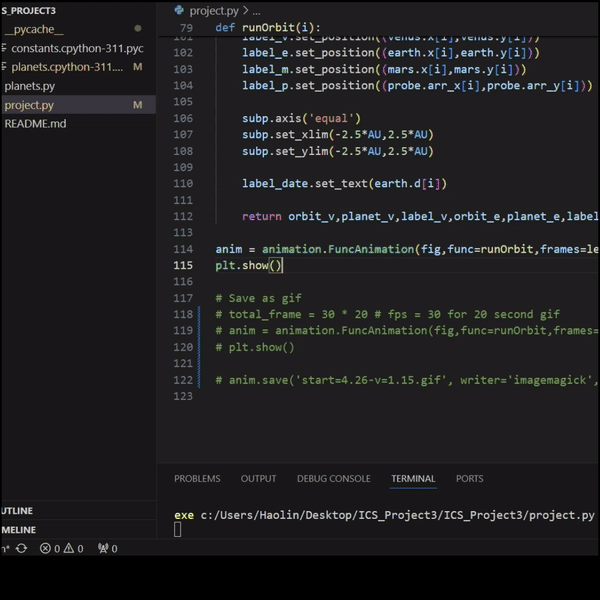 S_PROJECT3
__pycache__
constants.cpython-311.pyc
planets.cpython-311.... M
planets.py
project.py M
README.md
UTLINE
MELINE
project.py > ...
79 def runOrbit(i):
101 label_v.set_position((venus.x[i],venus.y[i]))
102 label_e.set_position((earth.x[i],earth.y[i]))
103 label_m.set_position((mars.x[i],mars.y[i]))
104 label_p.set_position((probe.arr_x[i],probe.arr_y[i]))
105
106 subp.axis('equal')
107 subp.set_xlim(-2.5*AU,2.5*AU)
108 subp.set_ylim(-2.5*AU,2.5*AU)
109
110 label_date.set_text(earth.d[i])
111
112 return orbit_v,planet_v,label_v,orbit_e,planet_e,label
113
114 anim = animation.FuncAnimation(fig,func=runOrbit,frames=le
115 plt.show()
116
117 # Save as gif
118 # total_frame = 30 * 20 # fps = 30 for 20 second gif
119 # anim = animation.FuncAnimation(fig,func=runOrbit,frames=
120 # plt.show()
121
122 # anim.save('start=4.26-v=1.15.gif', writer='imagemagick',
123
PROBLEMS OUTPUT DEBUG CONSOLE TERMINAL PORTS
exe c:/Users/Haolin/Desktop/ICS_Project3/ICS_Project3/project.py
n* 0 0 0